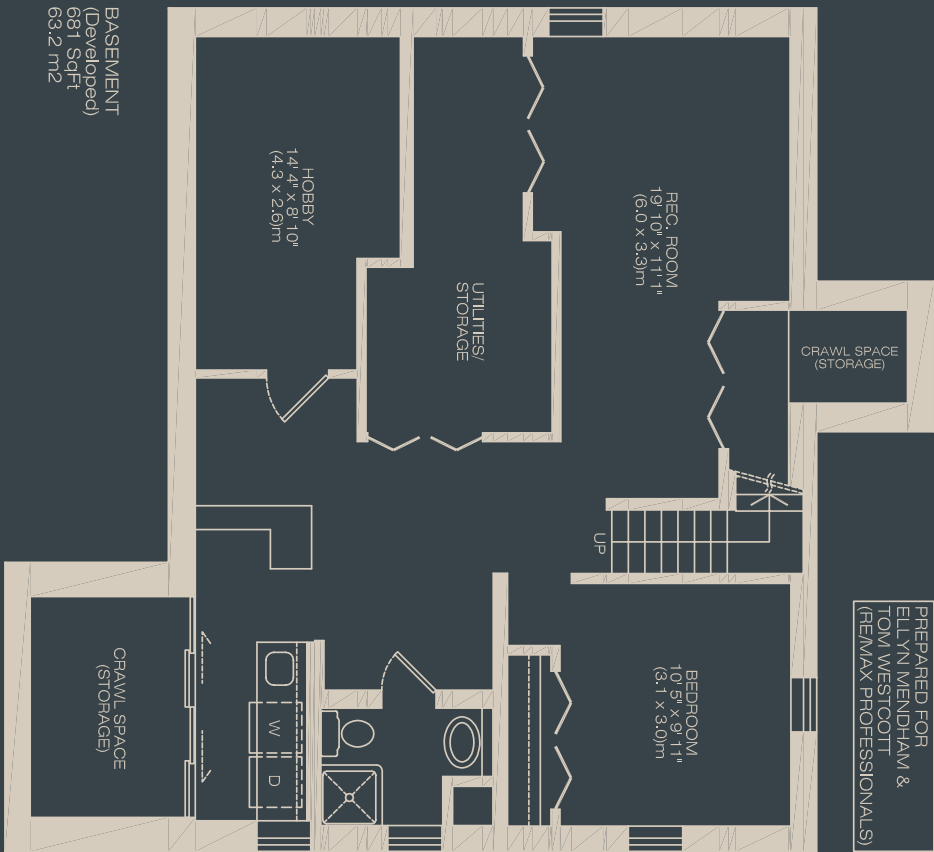 BASEMENT
(Developed)
681 SqFt
63.2 m2
HOBBY
14' 4" x 8' 10"
(4.3 x 2.6)m
UTILITIES/
STORAGE
REC. ROOM
19' 10" x 11' 1"
(6.0 x 3.3)m
CRAWL SPACE
(STORAGE)
UP
PREPARED FOR
ELLYN MENDHAM &
TOM WESTCOTT
(RE/MAX PROFESSIONALS)
BEDROOM
10' 5" x 9' 11"
(3.1 x 3.0)m
CRAWL SPACE
(STORAGE)
W
D